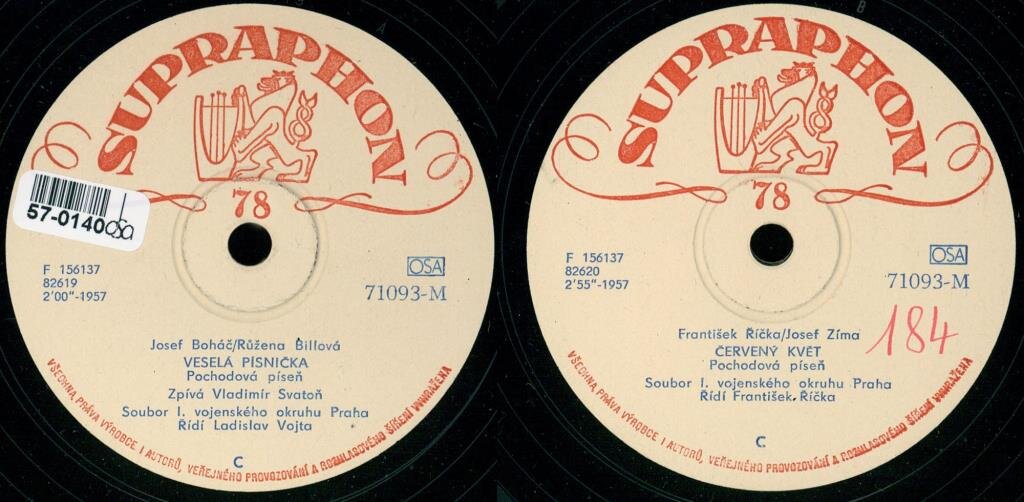 A
SUPRAPHON
78
57-0140 a
F 156137
82619
2'00"-1957
OSA
71093-M
Josef Boháč/Růžena Billová
VESELÁ PÍSNIČKA
Pochodová píseň
Zpívá Vladimír Svatoň
Soubor I. vojenského okruhu Praha
Řídí Ladislav Vojta
C
VŠECHNA PRÁVA VÝROBCE I AUTORŮ, VEŘEJNÉHO PROVOZOVÁNÍ A ROZHLASOVÉHO ŠÍŘENÍ VYHRAŽENA
B
SUPRAPHON
78
F 156137
82620
2'55"-1957
OSA
71093-M
184
František Říčka/Josef Zíma
ČERVENÝ KVĚT
Pochodová píseň
Soubor I. vojenského okruhu Praha
Řídí František Říčka
C
VŠECHNA PRÁVA VÝROBCE I AUTORŮ, VEŘEJNÉHO PROVOZOVÁNÍ A ROZHLASOVÉHO ŠÍŘENÍ VYHRAŽENA